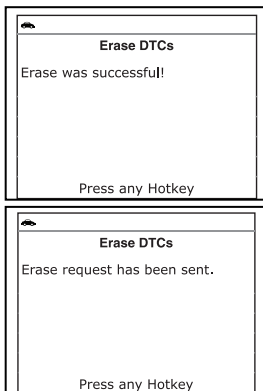 Erase DTCs
Erase was successful!
Press any Hotkey
Erase DTCs
Erase request has been sent.
Press any Hotkey